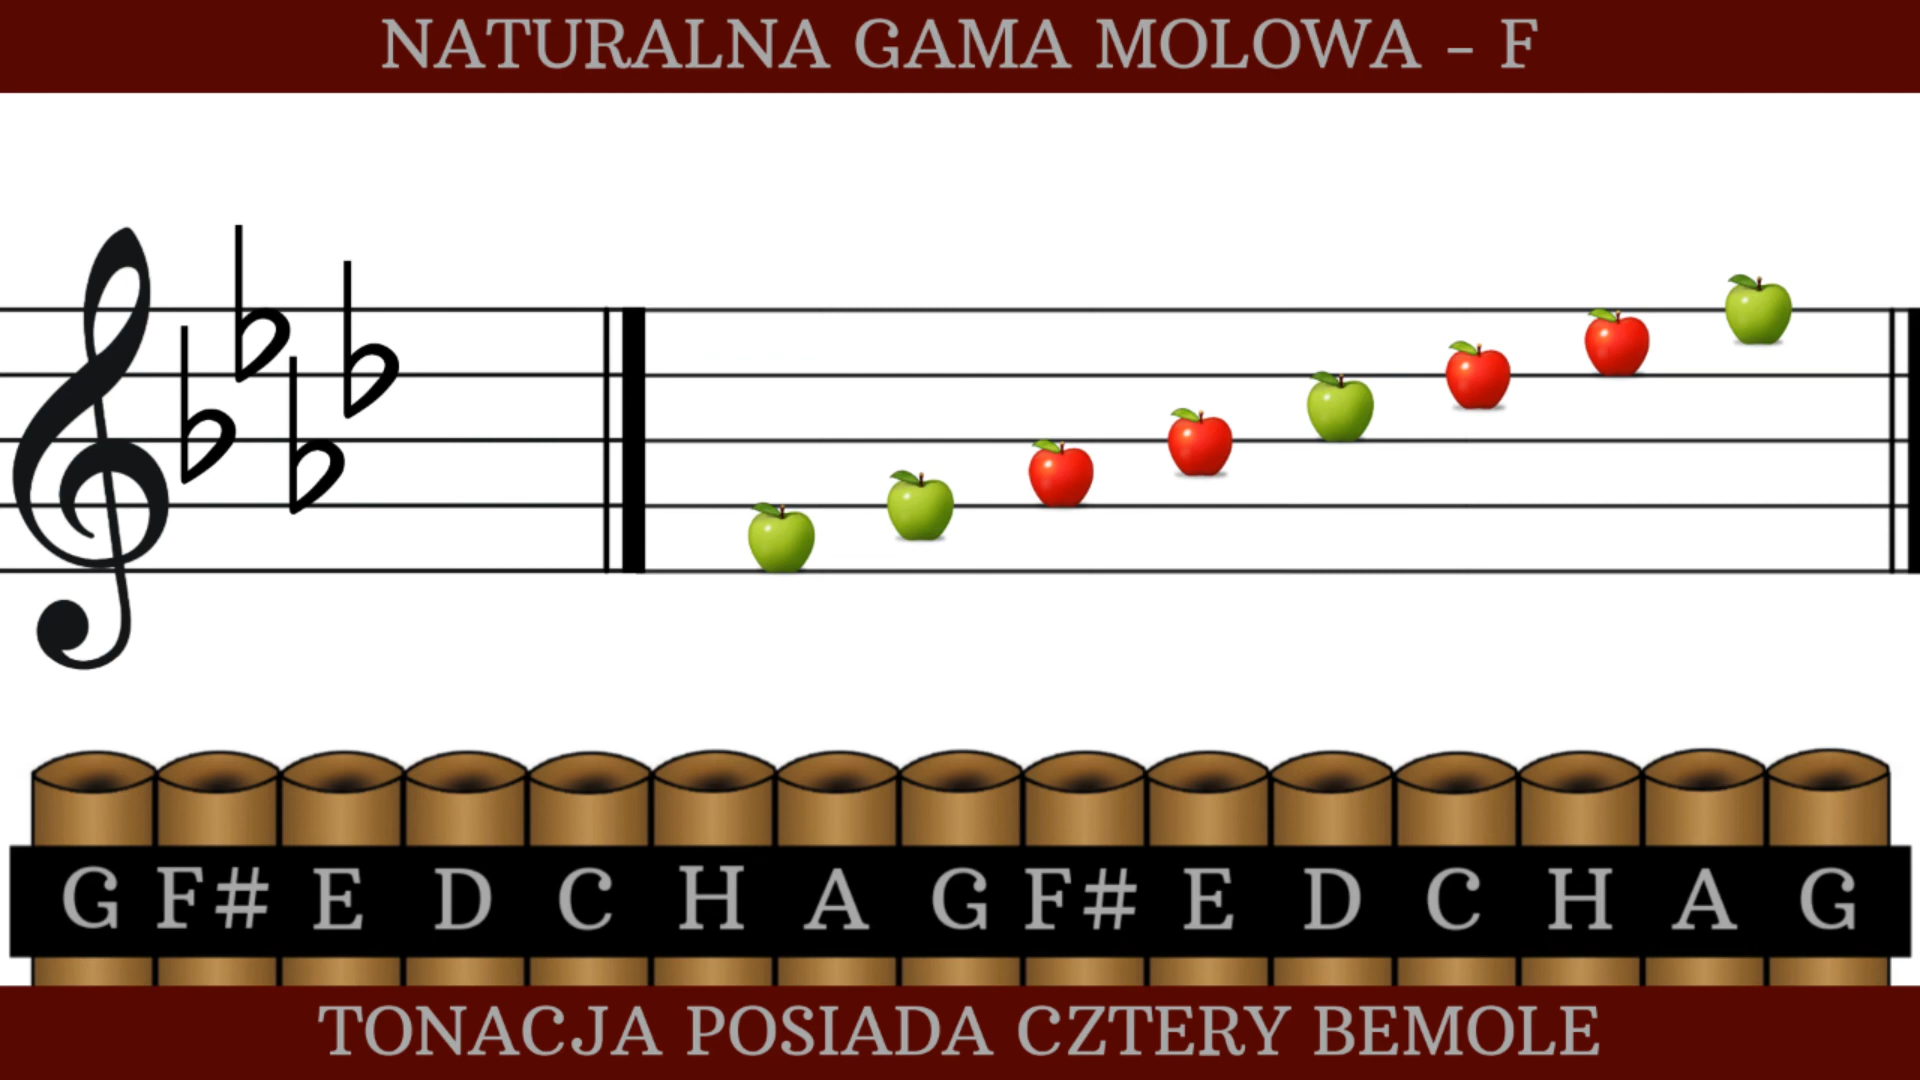 NATURALNA GAMA MOLOWA - F
G F# E D C H A G F# E D C H A G
TONACJA POSIADA CZTERY BEMOLE